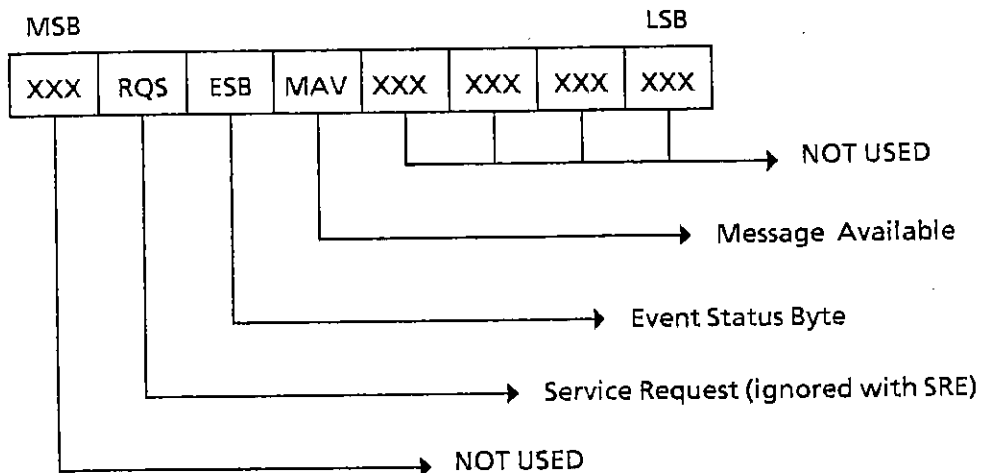 MSB LSB
XXX RQS ESB MAV XXX XXX XXX XXX
NOT USED
Message Available
Event Status Byte
Service Request (ignored with SRE)
NOT USED